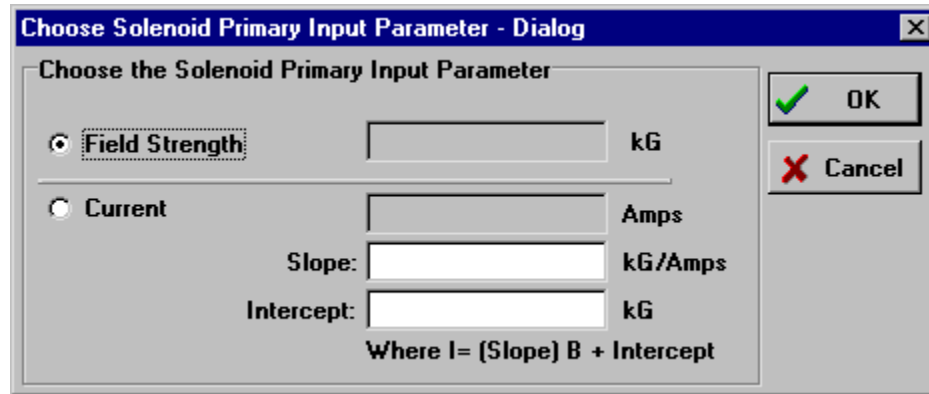 Choose Solenoid Primary Input Parameter - Dialog
Choose the Solenoid Primary Input Parameter
OK
Field Strength kG
Cancel
Current Amps
Slope: kG/Amps
Intercept: kG
Where I= (Slope) B + Intercept